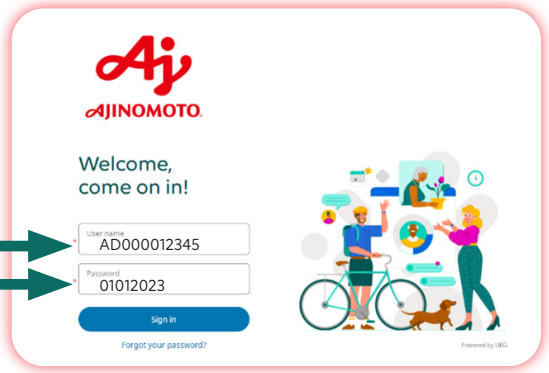 Aj
AJINOMOTO.
Welcome,
come on in!
User name
* AD000012345
Password
* 01012023
Sign in
Forgot your password?
Powered by UKG